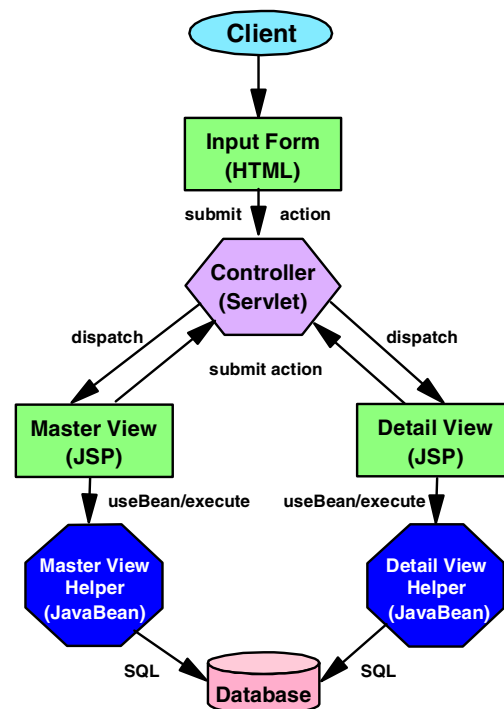 Client
Input Form
(HTML)
submit action
Controller
(Servlet)
dispatch
dispatch
submit action
Master View
(JSP)
Detail View
(JSP)
useBean/execute
useBean/execute
Master View
Helper
(JavaBean)
Detail View
Helper
(JavaBean)
SQL
SQL
Database